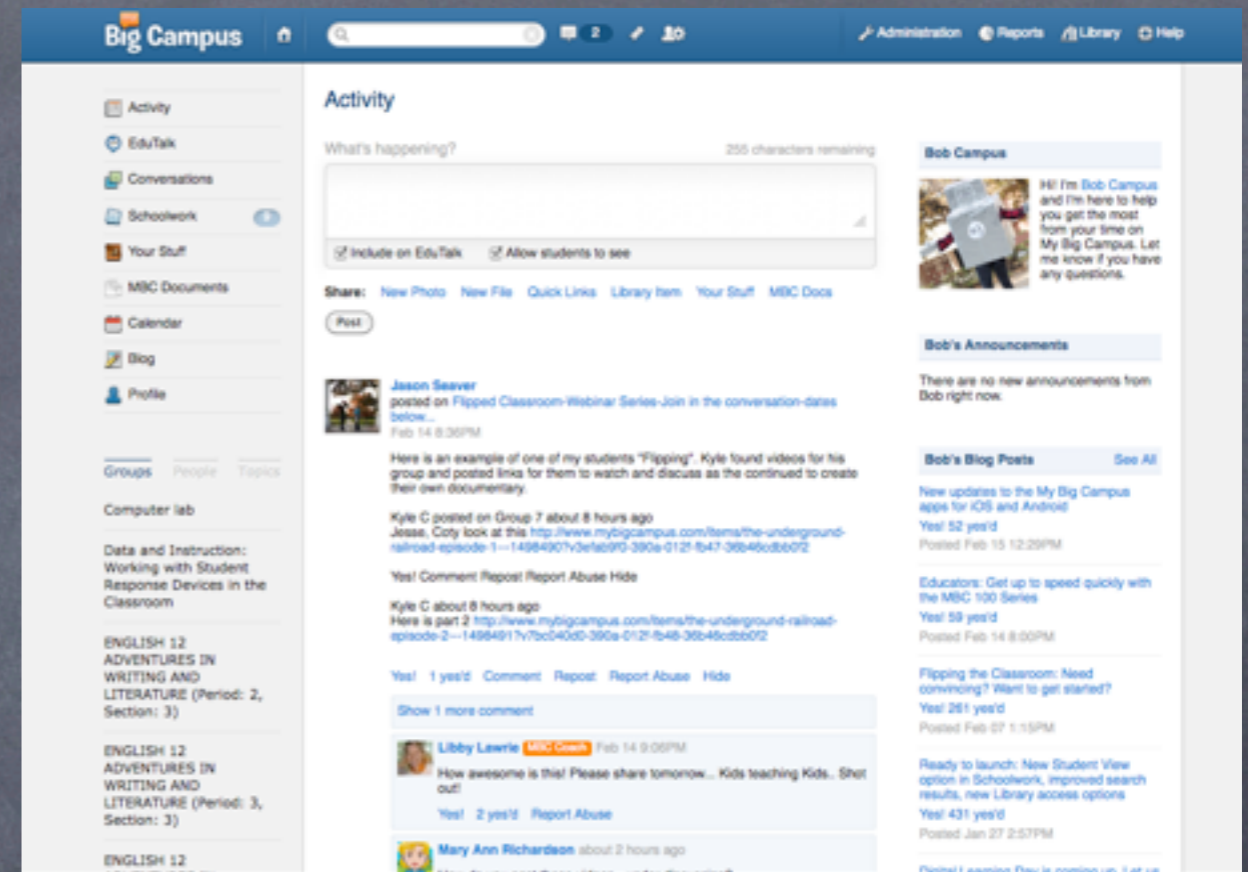 Big Campus
2
Administration Reports Library Help
Activity
EduTalk
Conversations
Schoolwork
Your Stuff
MBC Documents
Calendar
Blog
Profile
Groups People Topics
Computer lab
Data and Instruction:
Working with Student
Response Devices in the
Classroom
ENGLISH 12
ADVENTURES IN
WRITING AND
LITERATURE (Period: 2,
Section: 3)
ENGLISH 12
ADVENTURES IN
WRITING AND
LITERATURE (Period: 3,
Section: 3)
ENGLISH 12
Activity
What's happening? 255 characters remaining
Include on EduTalk Allow students to see
Share: New Photo New File Quick Links Library Item Your Stuff MBC Docs
Post
Jason Seaver
posted on Flipped Classroom-Webinar Series-Join in the conversation-dates
below...
Feb 14 8:36PM
Here is an example of one of my students "Flipping". Kyle found videos for his
group and posted links for them to watch and discuss as the continued to create
their own documentary.
Kyle C posted on Group 7 about 8 hours ago
Jesse, Coty look at this http://www.mybigcampus.com/items/the-underground-
Yes! Comment Repost Report Abuse Hide
Kyle C about 8 hours ago
Here is part 2 http://www.mybigcampus.com/items/the-underground-railroad-
Yes! 1 yes'd Comment Repost Report Abuse Hide
Show 1 more comment
Libby Lawrie MBC Coach Feb 14 9:06PM
How awesome is this! Please share tomorrow... Kids teaching Kids.. Shot
out!
Yes! 2 yes'd Report Abuse
Mary Ann Richardson about 2 hours ago
Bob Campus
Hi! I'm Bob Campus
and I'm here to help
you get the most
from your time on
My Big Campus. Let
me know if you have
any questions.
Bob's Announcements
There are no new announcements from
Bob right now.
Bob's Blog Posts See All
New updates to the My Big Campus
apps for iOS and Android
Yes! 52 yes'd
Posted Feb 15 12:29PM
Educators: Get up to speed quickly with
the MBC 100 Series
Yes! 59 yes'd
Posted Feb 14 8:00PM
Flipping the Classroom: Need
convincing? Want to get started?
Yes! 261 yes'd
Posted Feb 07 1:15PM
Ready to launch: New Student View
option in Schoolwork, improved search
results, new Library access options
Yes! 431 yes'd
Posted Jan 27 2:57PM
Digital Learning Day is coming up. Let us